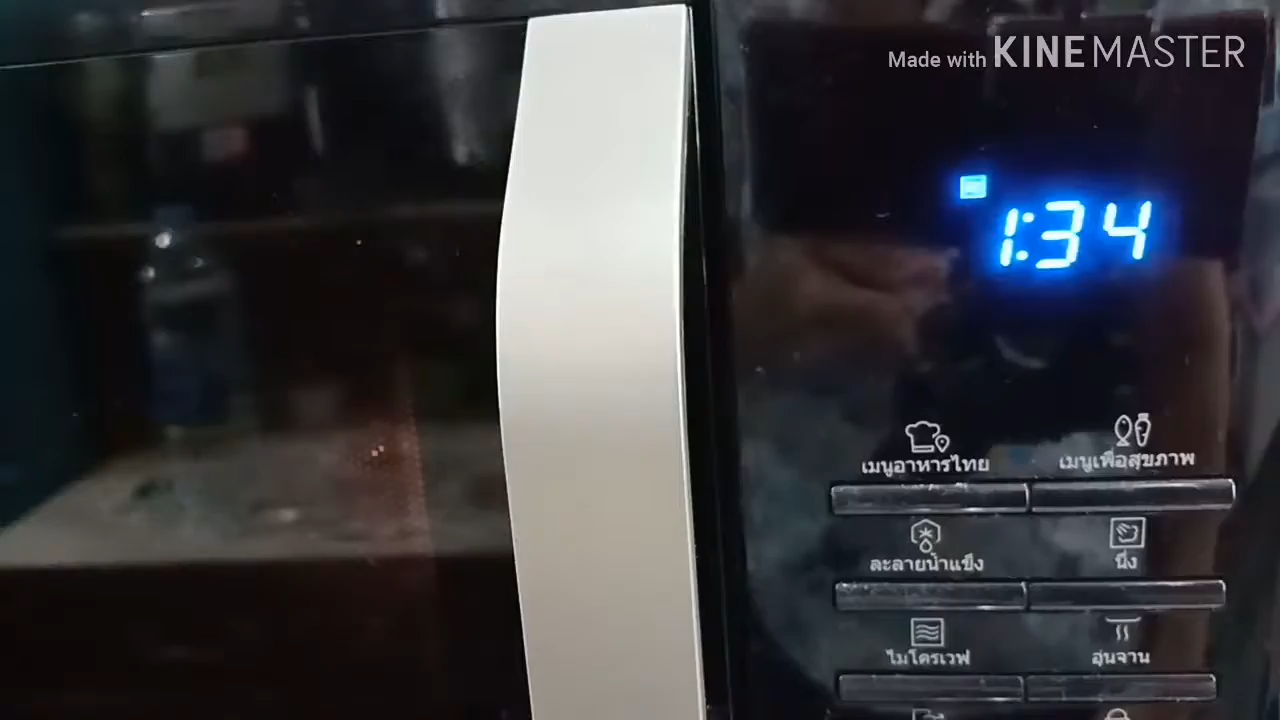 Made with KINEMASTER
1:34
เมนูอาหารไทย
เมนูเพื่อสุขภาพ
ละลายน้ำแข็ง
นึ่ง
ไมโครเวฟ
อุ่นจาน